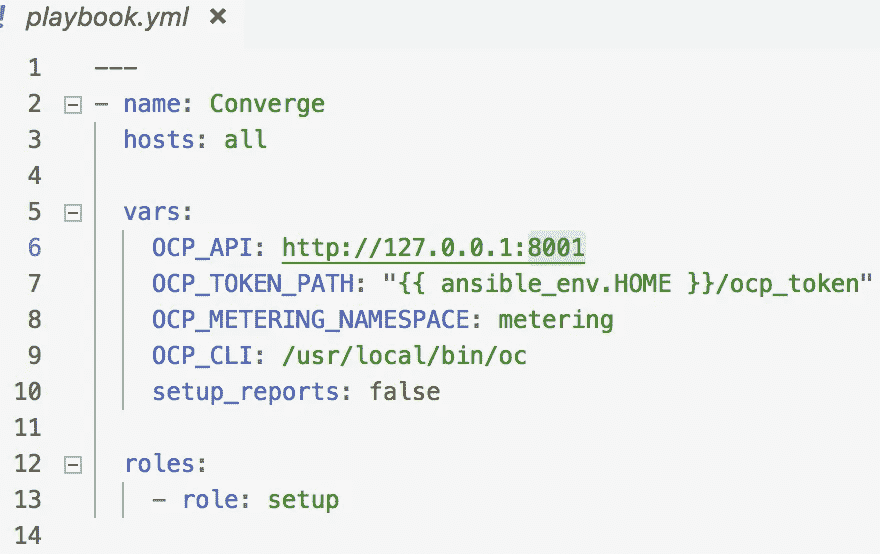 ! playbook.yml ×
1 ---
2 - name: Converge
3 hosts: all
4
5 vars:
6 OCP_API: http://127.0.0.1:8001
7 OCP_TOKEN_PATH: "{{ ansible_env.HOME }}/ocp_token"
8 OCP_METERING_NAMESPACE: metering
9 OCP_CLI: /usr/local/bin/oc
10 setup_reports: false
11
12 roles:
13 - role: setup
14